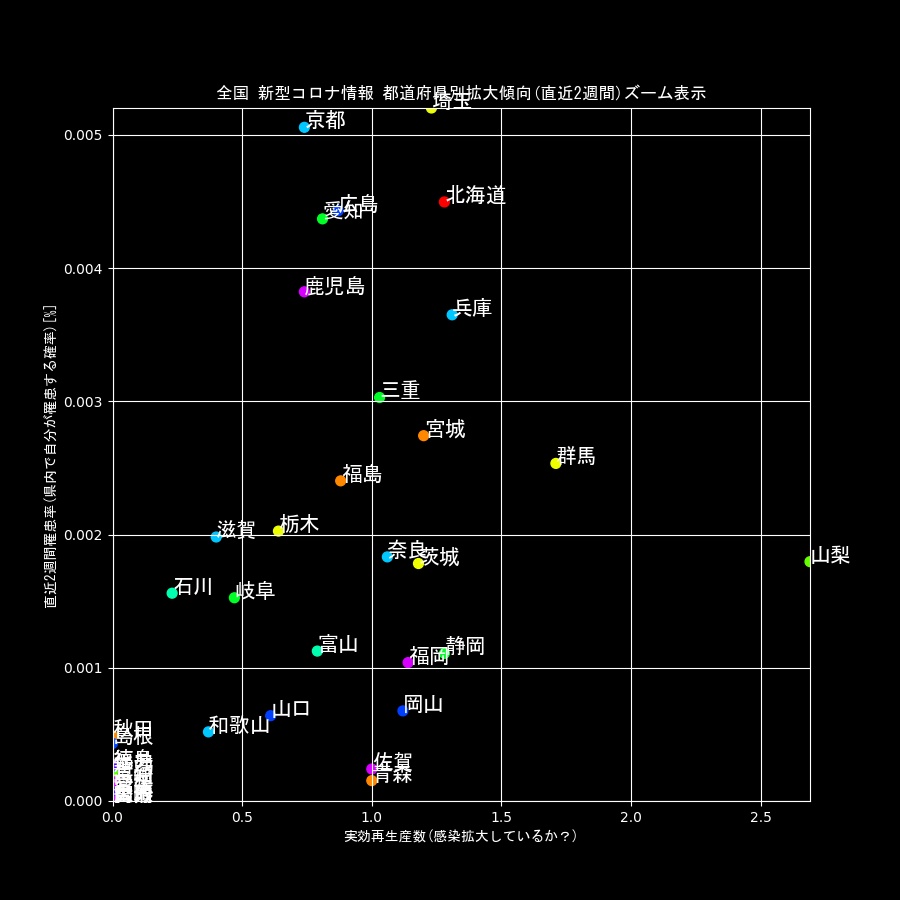 全国 新型コロナ情報 都道府県別拡大傾向(直近2週間)ズーム表示
埼玉
京都
北海道
広島
愛知
鹿児島
兵庫
三重
宮城
群馬
福島
栃木
滋賀
奈良
茨城
山梨
石川
岐阜
富山
静岡
福岡
山口
岡山
和歌山
秋田
島根
佐賀
青森
徳島
0.005
0.004
0.003
0.002
0.001
0.000
0.0
0.5
1.0
1.5
2.0
2.5
直近2週間罹患率(県内で自分が罹患する確率)[%]
実効再生産数(感染拡大しているか？)